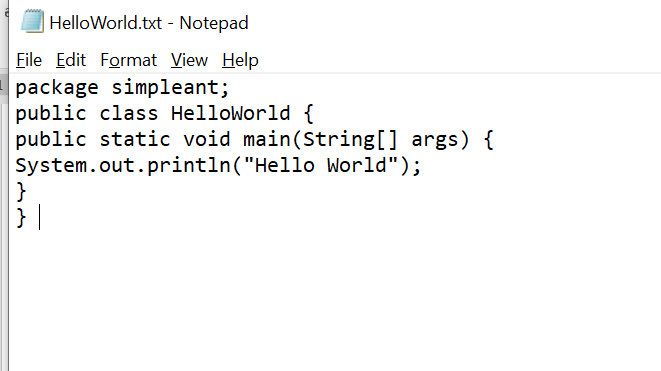 HelloWorld.txt - Notepad
File Edit Format View Help
package simpleant;
public class HelloWorld {
public static void main(String[] args) {
System.out.println("Hello World");
}
}